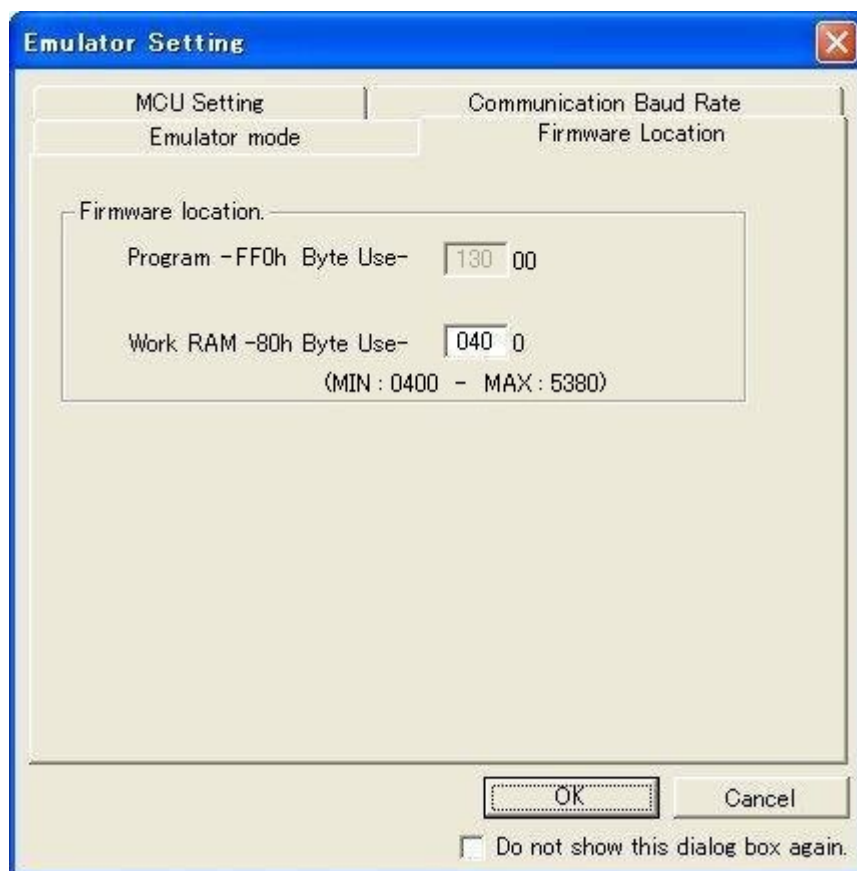 Emulator Setting
MCU Setting
Communication Baud Rate
Emulator mode
Firmware Location
Firmware location.
Program -FF0h Byte Use- 130 00
Work RAM -80h Byte Use- 040 0
(MIN : 0400 - MAX : 5380)
OK
Cancel
Do not show this dialog box again.